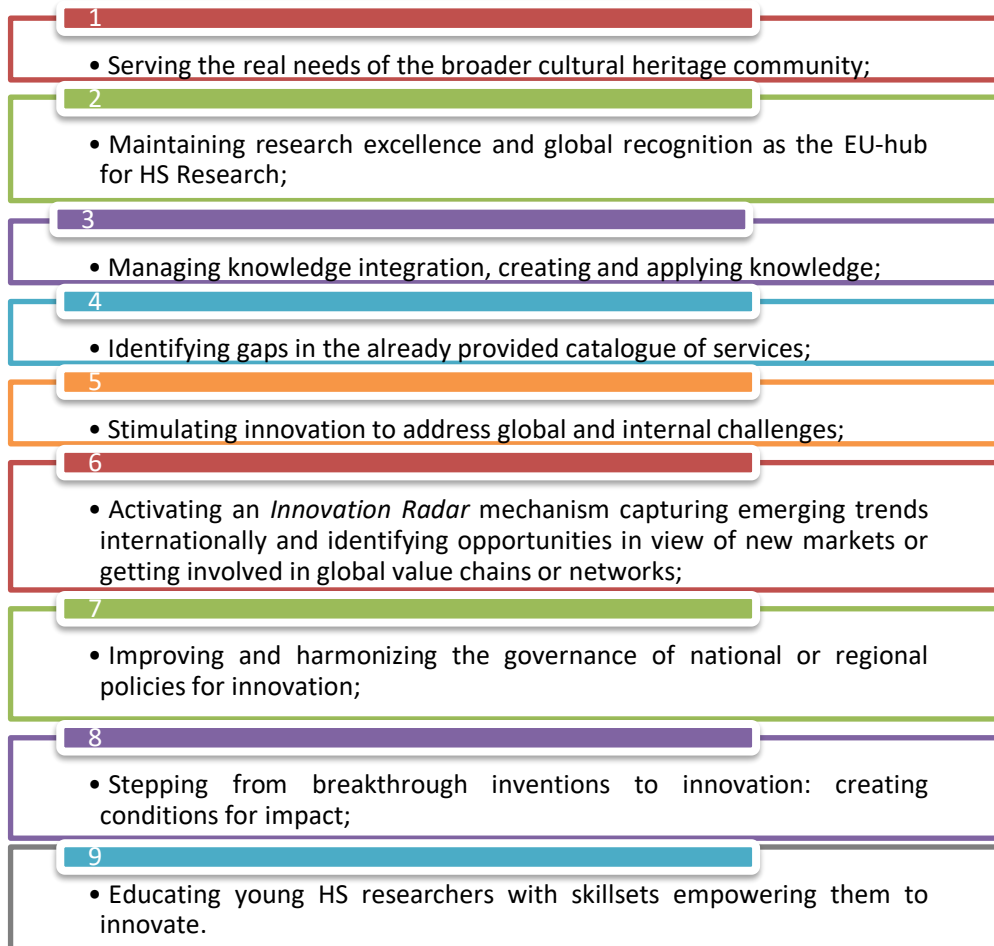 1
• Serving the real needs of the broader cultural heritage community;
2
• Maintaining research excellence and global recognition as the EU-hub
for HS Research;
3
• Managing knowledge integration, creating and applying knowledge;
4
• Identifying gaps in the already provided catalogue of services;
5
• Stimulating innovation to address global and internal challenges;
6
• Activating an Innovation Radar mechanism capturing emerging trends
internationally and identifying opportunities in view of new markets or
getting involved in global value chains or networks;
7
• Improving and harmonizing the governance of national or regional
policies for innovation;
8
• Stepping from breakthrough inventions to innovation: creating
conditions for impact;
9
• Educating young HS researchers with skillsets empowering them to
innovate.